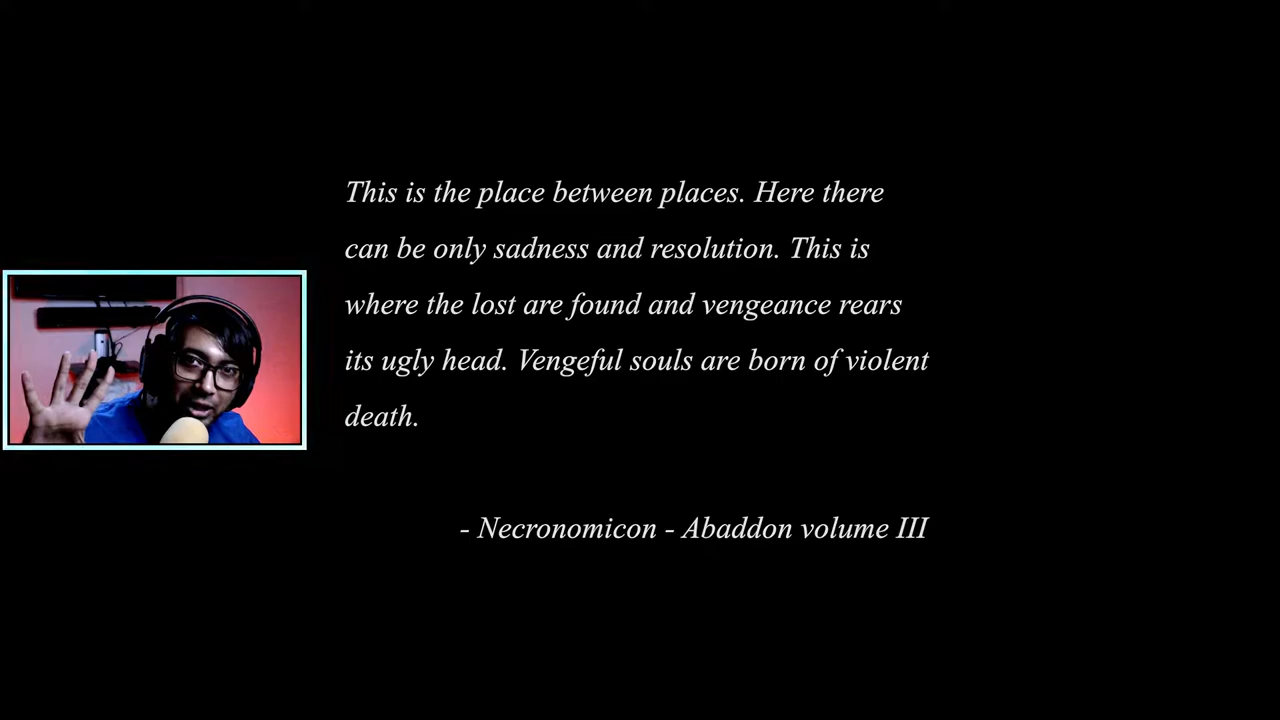 This is the place between places. Here there
can be only sadness and resolution. This is
where the lost are found and vengeance rears
its ugly head. Vengeful souls are born of violent
death.
- Necronomicon - Abaddon volume III